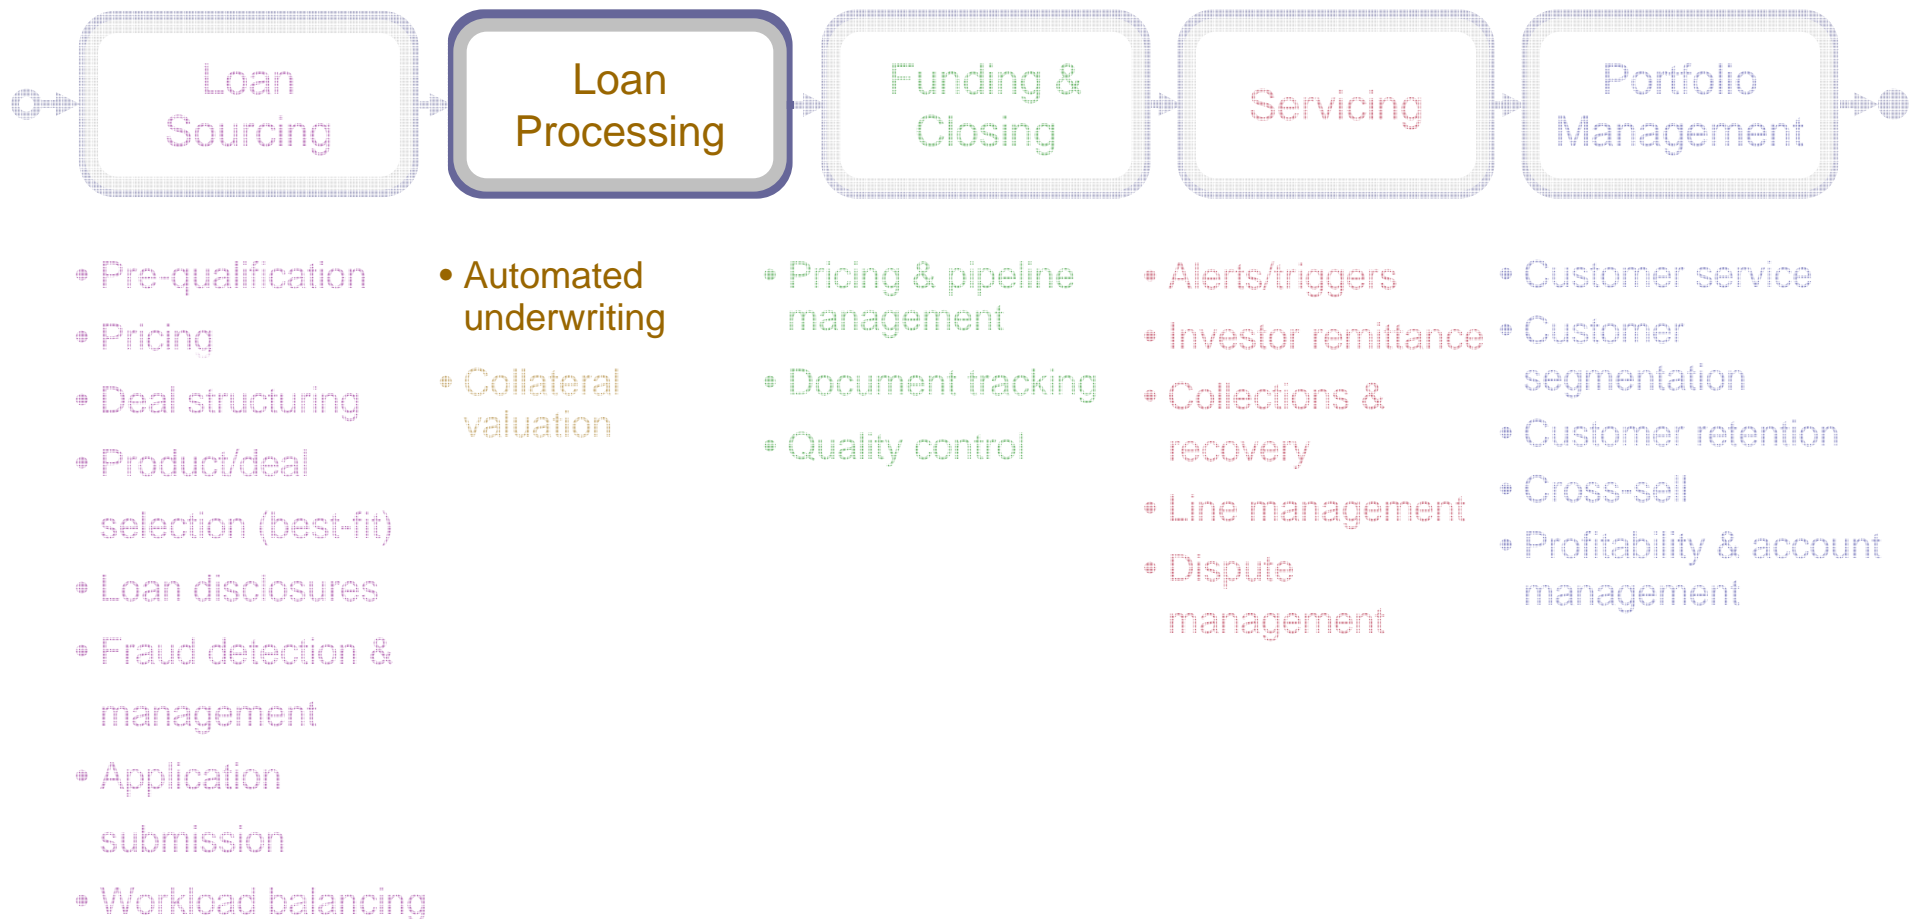 Loan
Sourcing
Loan
Processing
Funding &
Closing
Servicing
Portfolio
Management
• Pre-qualification
• Pricing
• Deal structuring
• Product/deal
selection (best-fit)
• Loan disclosures
• Fraud detection &
management
• Application
submission
• Workload balancing
• Automated
underwriting
• Collateral
valuation
• Pricing & pipeline
management
• Document tracking
• Quality control
• Alerts/triggers
• Investor remittance
• Collections &
recovery
• Line management
• Dispute
management
• Customer service
• Customer
segmentation
• Customer retention
• Cross-sell
• Profitability & account
management